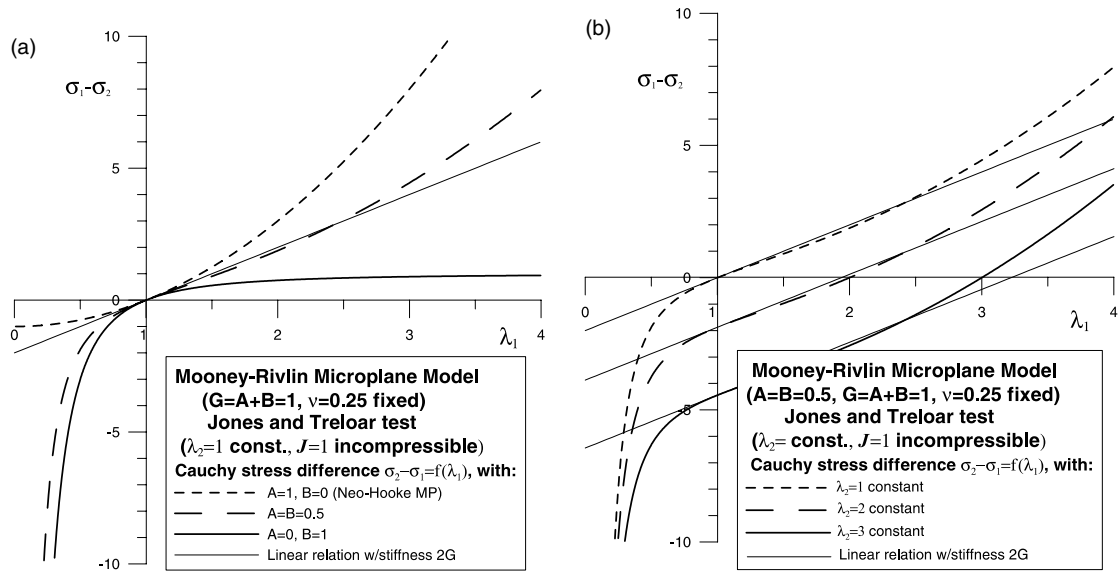 (a)
10
σ₁-σ₂
5
0
0
1
2
3
λ₁
4
-5
-10
Mooney-Rivlin Microplane Model
(G=A+B=1, ν=0.25 fixed)
Jones and Treloar test
(λ₂=1 const., J=1 incompressible)
Cauchy stress difference σ₂-σ₁=f(λ₁), with:
A=1, B=0 (Neo-Hooke MP)
A=B=0.5
A=0, B=1
Linear relation w/stiffness 2G
(b)
10
σ₁-σ₂
5
0
0
1
2
3
λ₁
4
-5
-10
Mooney-Rivlin Microplane Model
(A=B=0.5, G=A+B=1, ν=0.25 fixed)
Jones and Treloar test
(λ₂= const., J=1 incompressible)
Cauchy stress difference σ₂-σ₁=f(λ₁), with:
λ₂=1 constant
λ₂=2 constant
λ₂=3 constant
Linear relation w/stiffness 2G